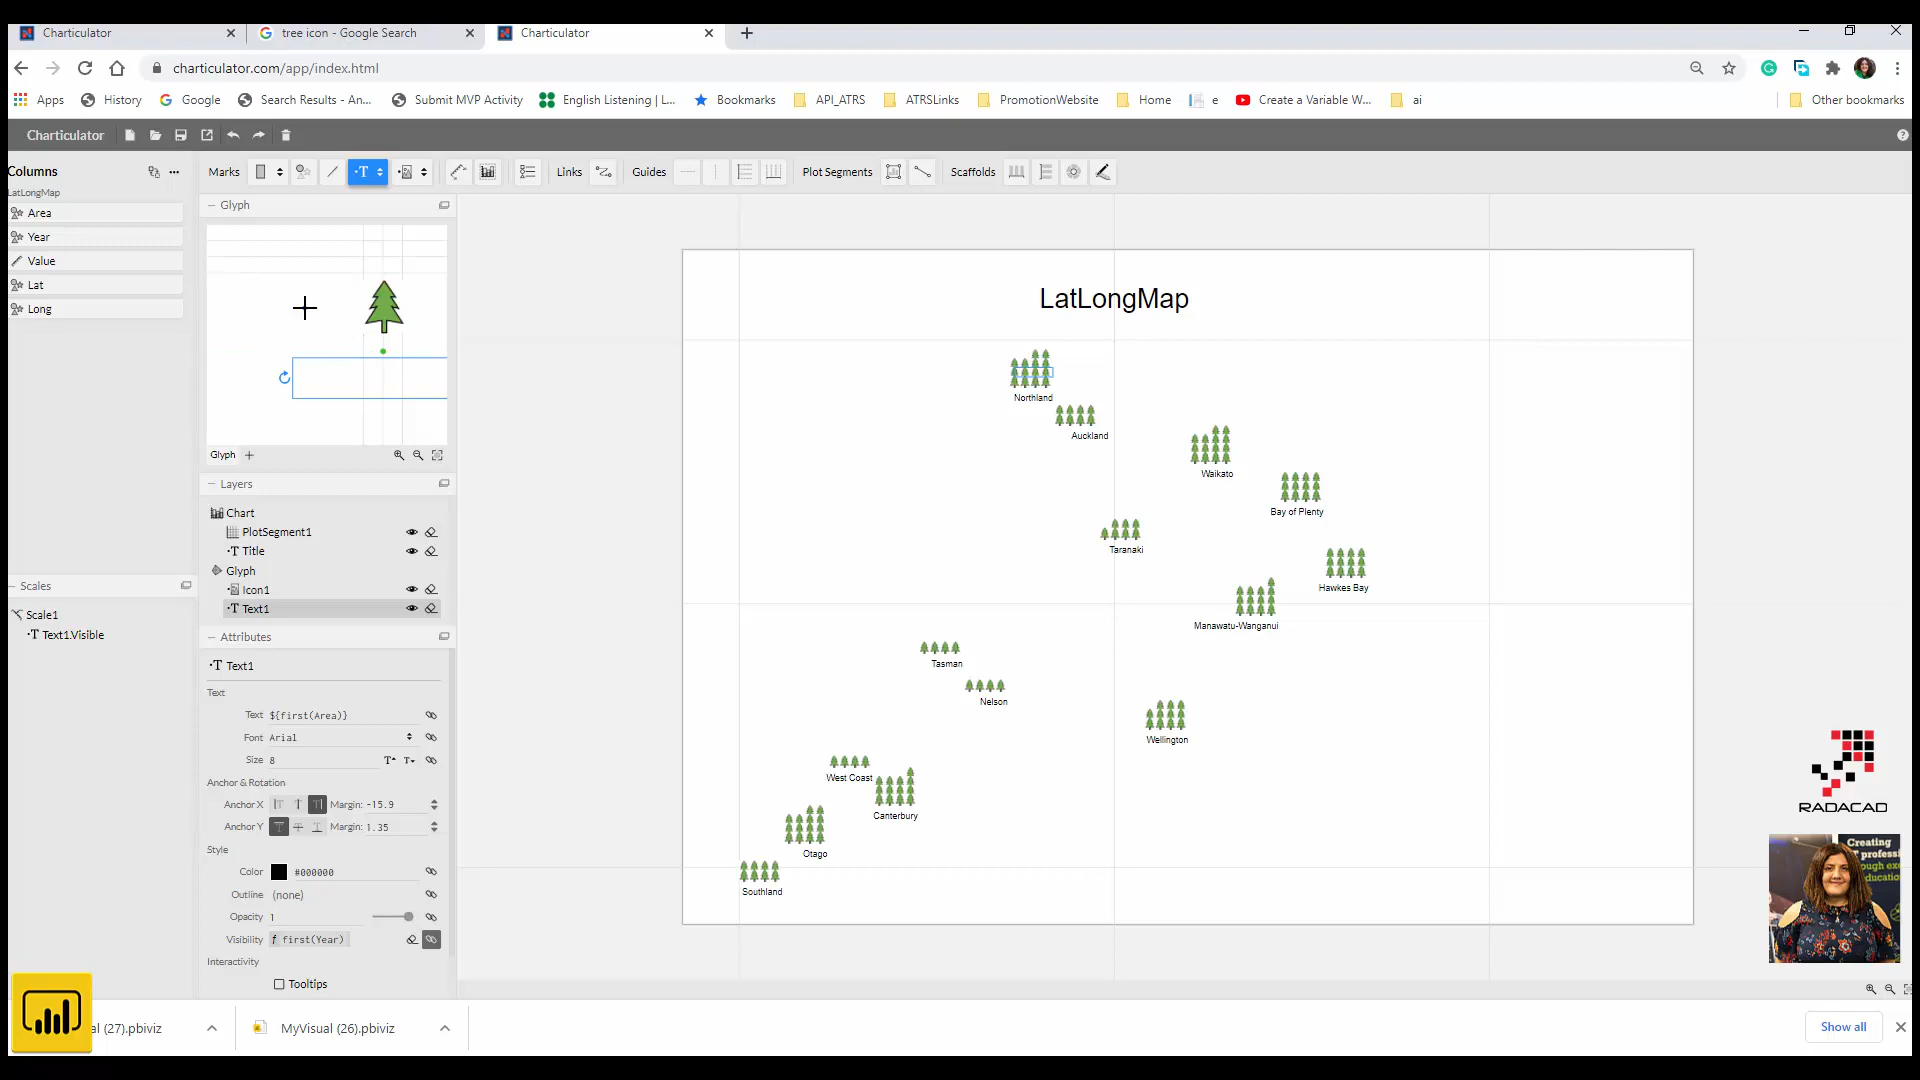 Charticulator
tree icon - Google Search
Charticulator
charticulator.com/app/index.html
Apps
History
Google
Search Results - An...
Submit MVP Activity
English Listening | L...
Bookmarks
API_ATRS
ATRSLinks
PromotionWebsite
Home
e
Create a Variable W...
ai
Other bookmarks
Charticulator
Columns
Marks
Links
Guides
Plot Segments
Scaffolds
LatLongMap
Area
Year
Value
Lat
Long
Glyph
Glyph
Layers
Chart
PlotSegment1
Title
Glyph
Icon1
Text1
Scales
Scale1
Text1.Visible
Attributes
Text1
Text
Text ${first(Area)}
Font Arial
Size 8
Anchor & Rotation
Anchor X Margin: -15.9
Anchor Y Margin: 1.35
Style
Color #000000
Outline (none)
Opacity 1
Visibility f first(Year)
Interactivity
Tooltips
LatLongMap
Northland
Auckland
Waikato
Bay of Plenty
Taranaki
Hawkes Bay
Manawatu-Wanganui
Tasman
Nelson
Wellington
West Coast
Canterbury
Otago
Southland
RADACAD
Creating
professi
ough ex
educatio
al (27).pbiviz
MyVisual (26).pbiviz
Show all